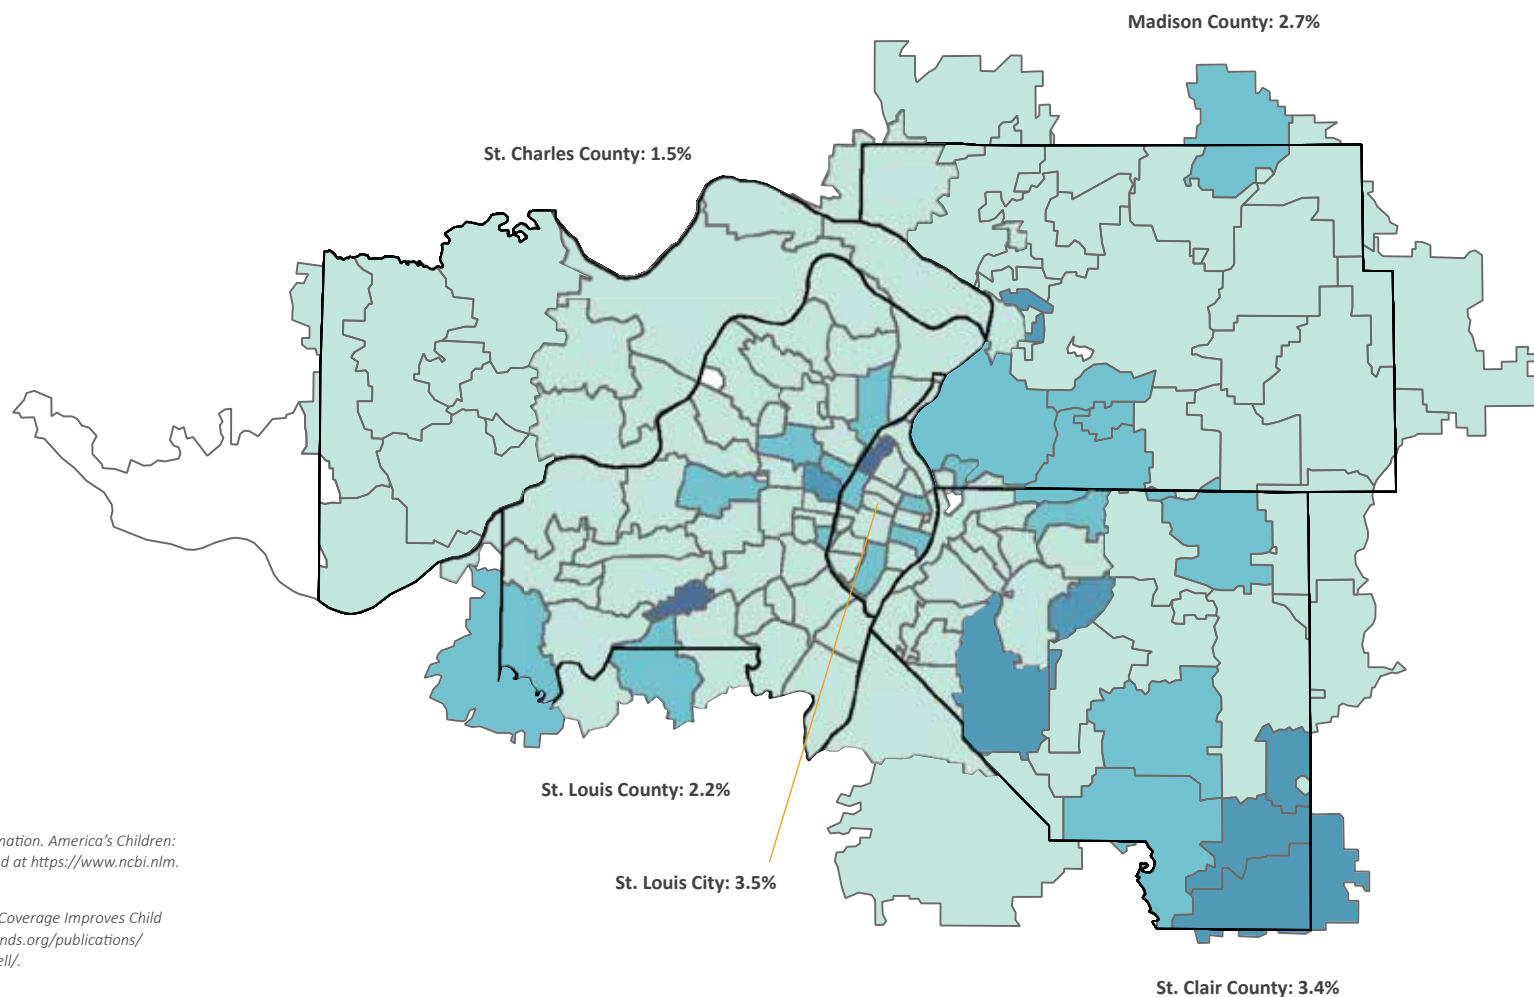 Madison County: 2.7%
St. Charles County: 1.5%
St. Louis County: 2.2%
mation. America's Children:
d at https://www.ncbi.nlm.
St. Louis City: 3.5%
Coverage Improves Child
nds.org/publications/
ell/.
St. Clair County: 3.4%